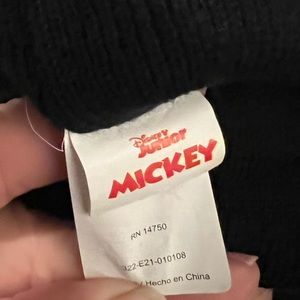 Disney
Junior
MICKEY
RN 14750
022-E21-010108
/ Hecho en China